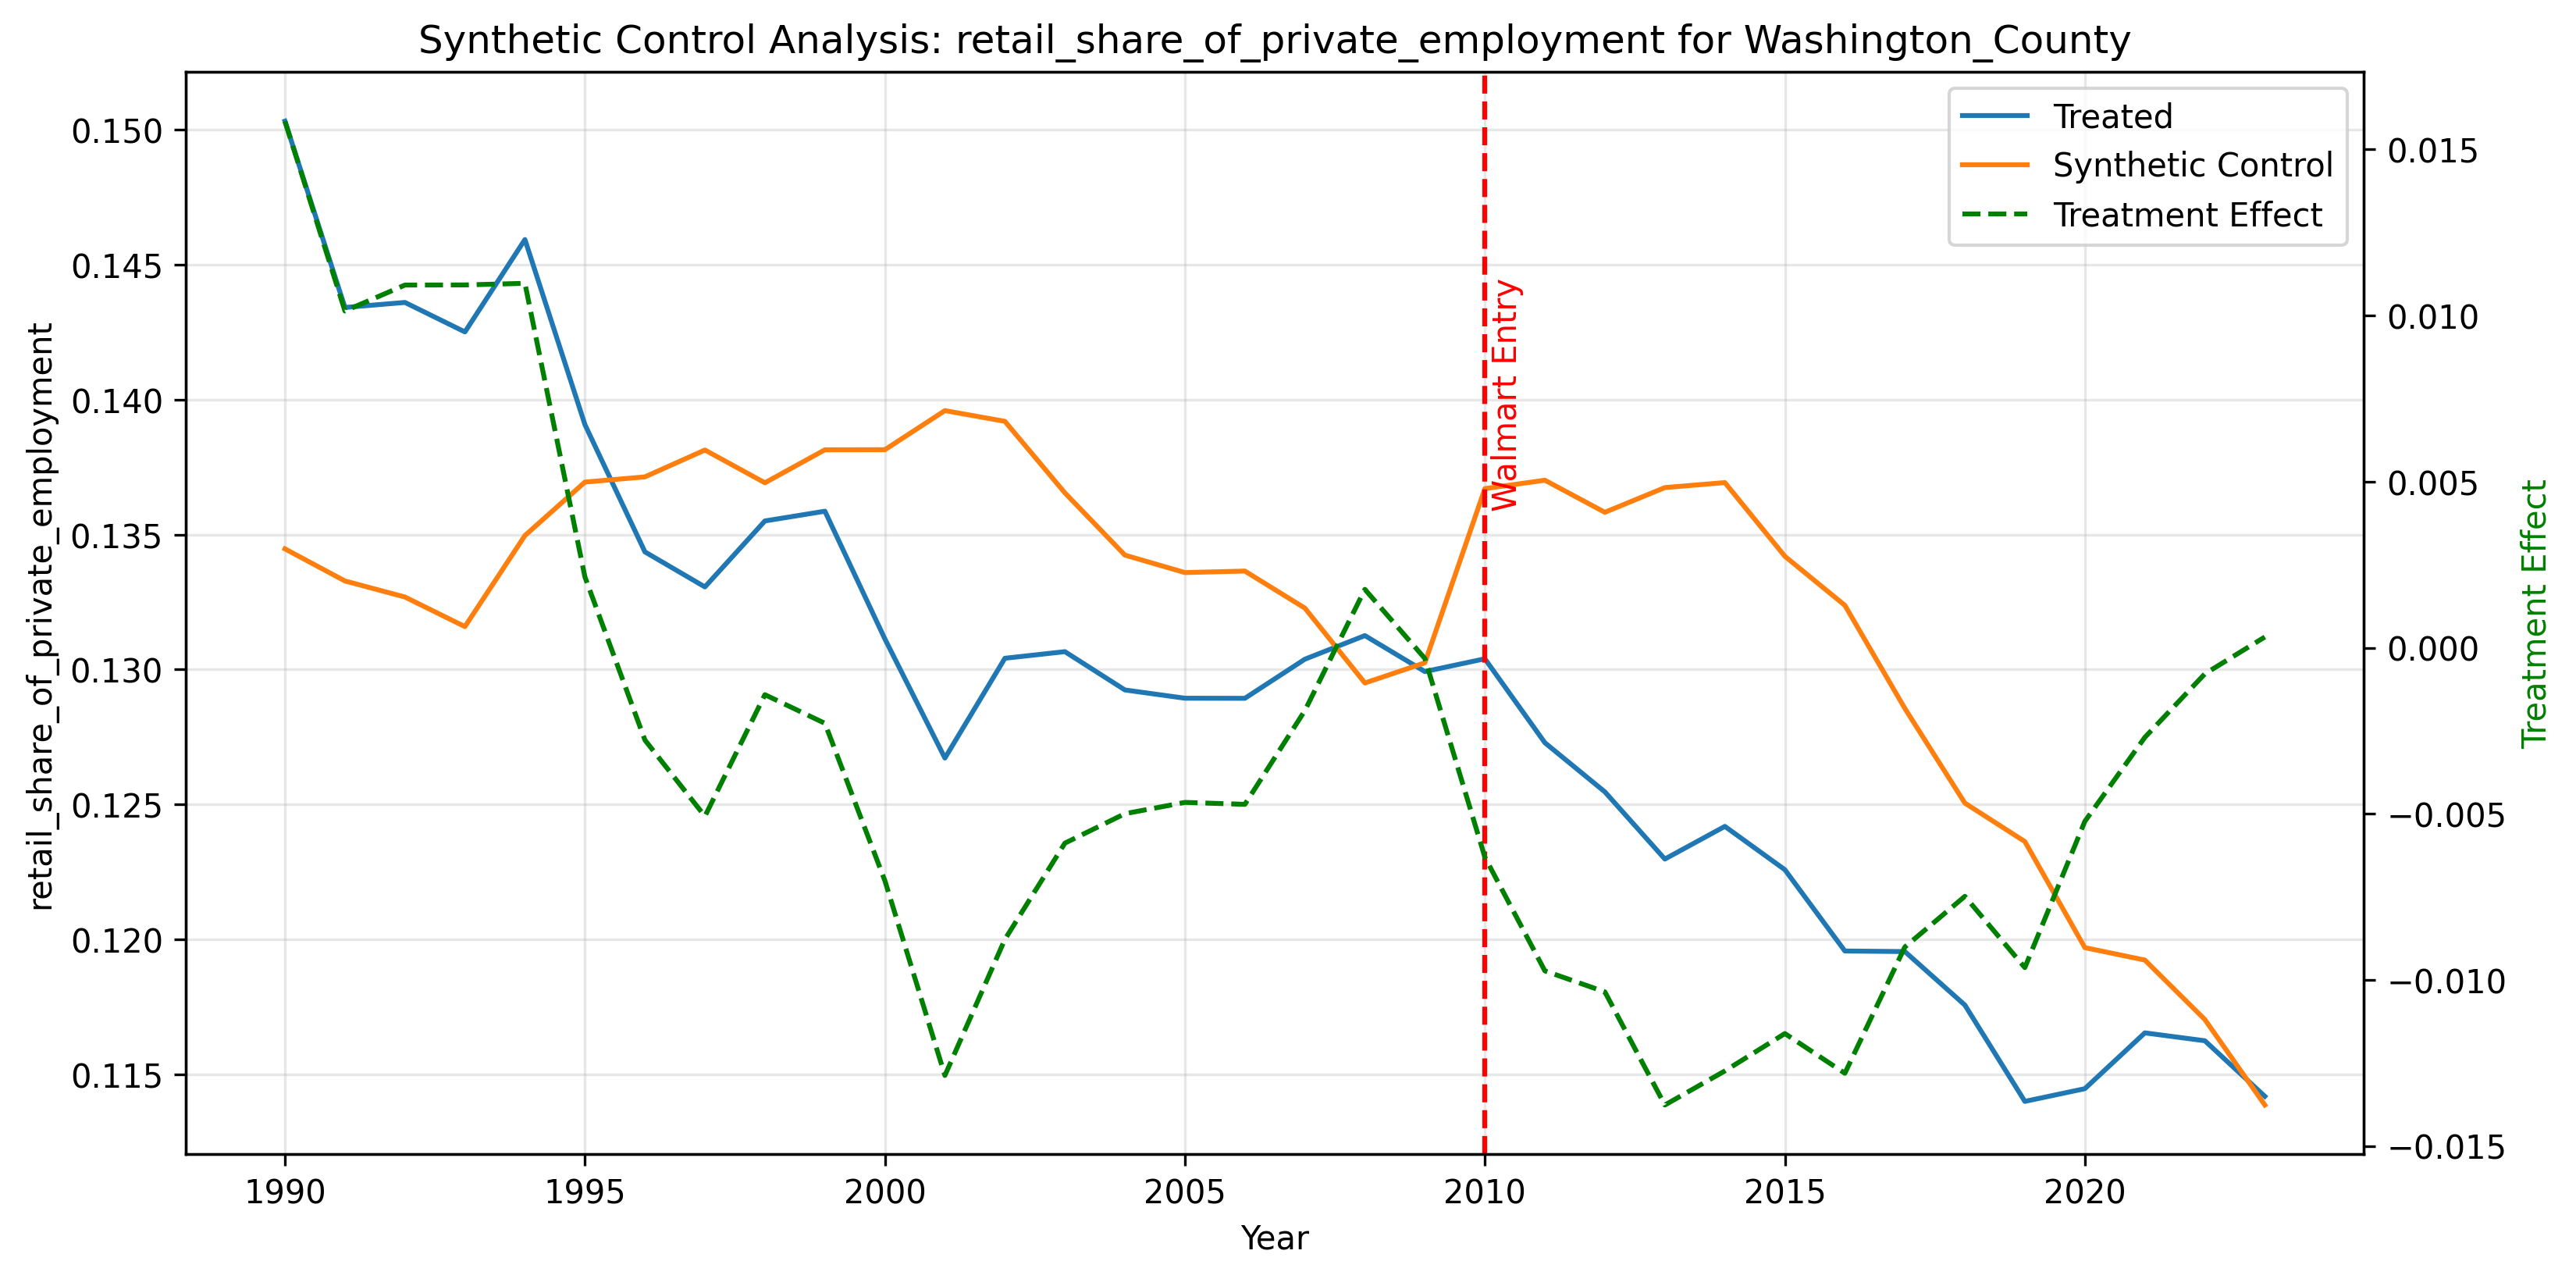 Synthetic Control Analysis: retail_share_of_private_employment for Washington_County
Treated
Synthetic Control
Treatment Effect
retail_share_of_private_employment
0.150
0.145
0.140
0.135
0.130
0.125
0.120
0.115
Walmart Entry
0.015
0.010
0.005
0.000
−0.005
−0.010
−0.015
Treatment Effect
1990 1995 2000 2005 2010 2015 2020
Year